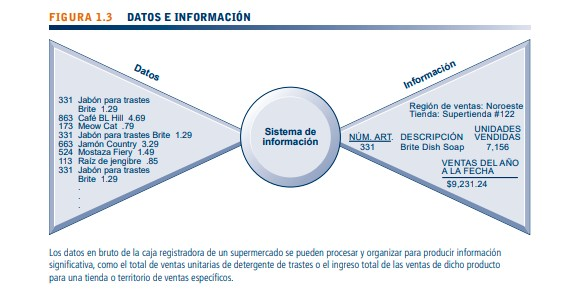 FIGURA 1.3 DATOS E INFORMACIÓN
Datos
331 Jabón para trastes
Brite 1.29
863 Café BL Hill 4.69
173 Meow Cat .79
331 Jabón para trastes Brite 1.29
663 Jamón Country 3.29
524 Mostaza Fiery 1.49
113 Raíz de jengibre .85
331 Jabón para trastes
Brite 1.29
.
.
.
Sistema de
información
Información
Región de ventas: Noroeste
Tienda: Supertienda #122
NÚM. ART. DESCRIPCIÓN UNIDADES VENDIDAS
331 Brite Dish Soap 7,156
VENTAS DEL AÑO
A LA FECHA
$9,231.24
Los datos en bruto de la caja registradora de un supermercado se pueden procesar y organizar para producir información
significativa, como el total de ventas unitarias de detergente de trastes o el ingreso total de las ventas de dicho producto
para una tienda o territorio de ventas específicos.